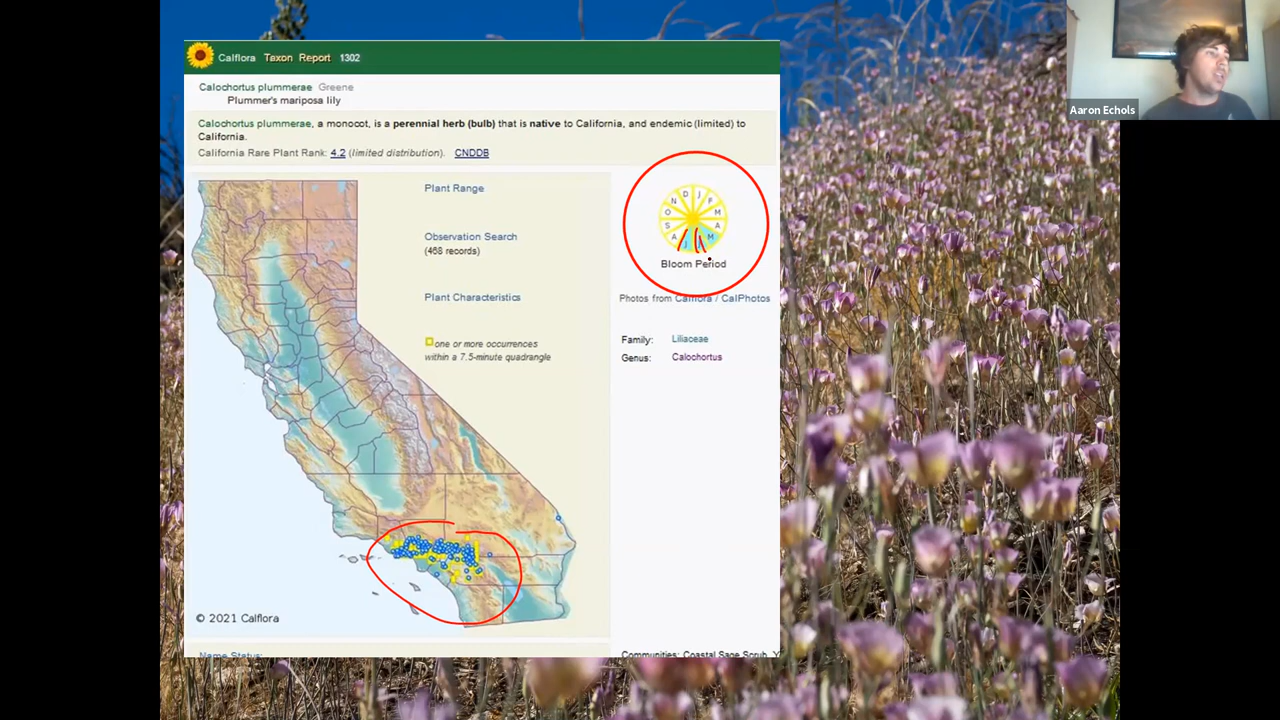 Calflora Taxon Report 1302
Aaron Echols
Calochortus plummerae Greene
Plummer's mariposa lily
Calochortus plummerae, a monocot, is a perennial herb (bulb) that is native to California, and endemic (limited) to
California.
California Rare Plant Rank: 4.2 (limited distribution). CNDDB
Plant Range
Observation Search
(468 records)
Plant Characteristics
one or more occurrences
within a 7.5-minute quadrangle
D J F M A M J A S O N
Bloom Period
Photos from Calflora / CalPhotos
Family: Liliaceae
Genus: Calochortus
© 2021 Calflora
Name Status:
Communities: Coastal Sage Scrub, Y